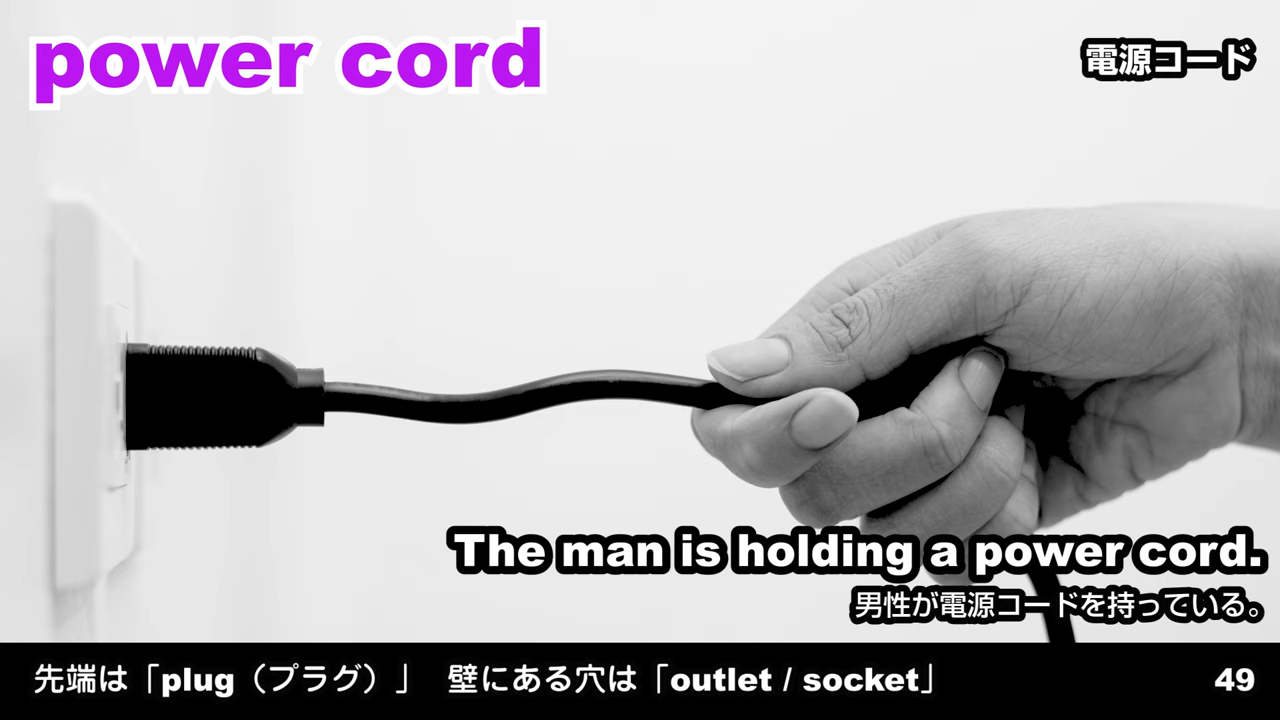 power cord
電源コード
The man is holding a power cord.
男性が電源コードを持っている。
先端は「plug（プラグ）」 壁にある穴は「outlet / socket」
49